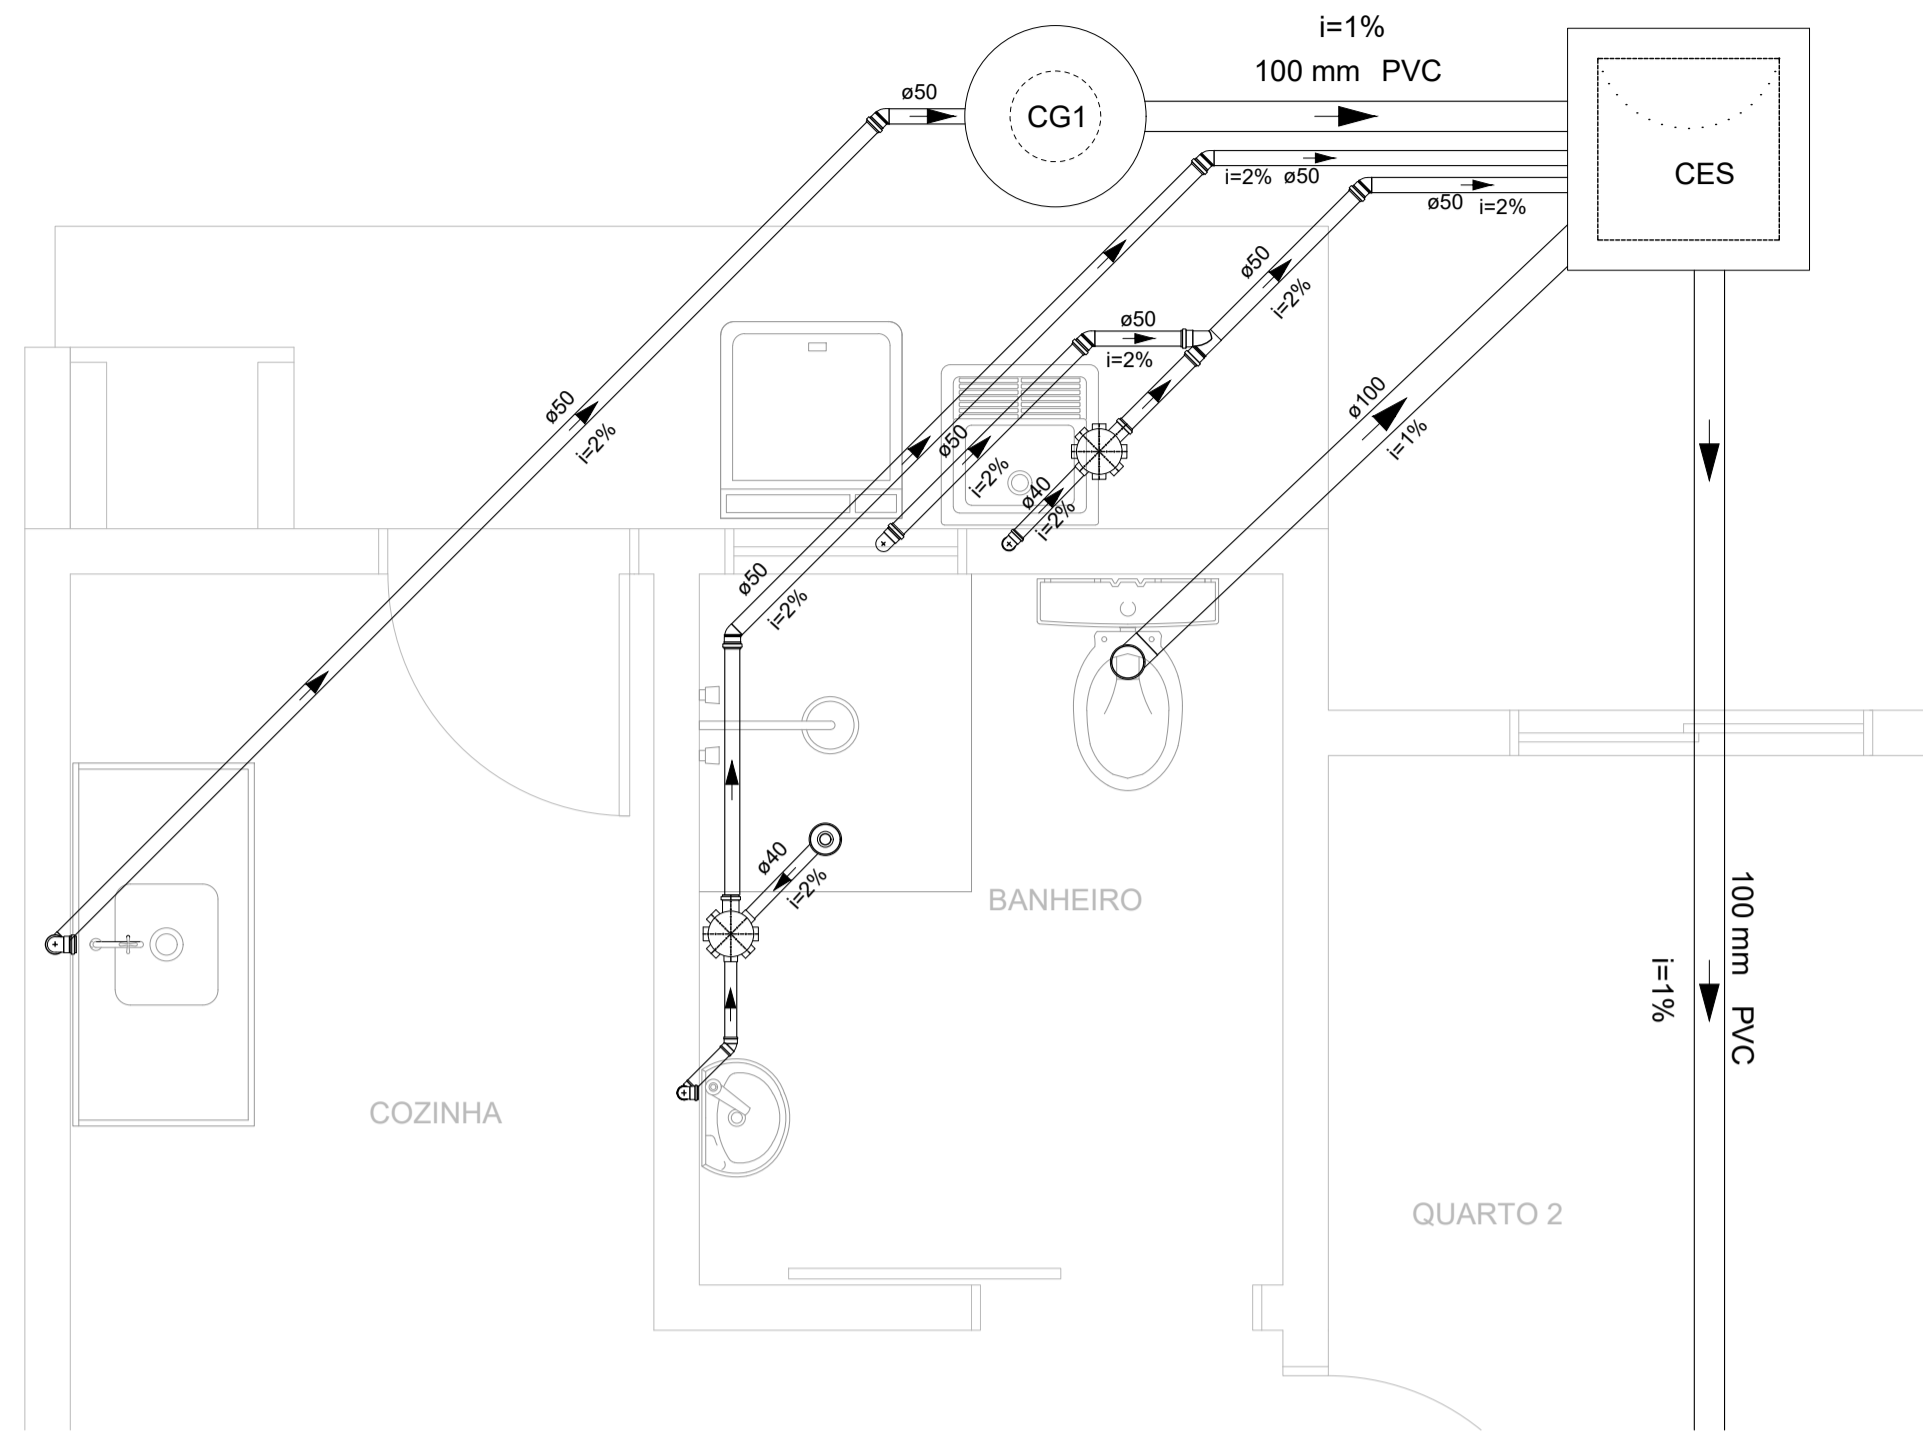 i=1%
100 mm PVC
ø50
CG1
CES
i=2% ø50
ø50 i=2%
ø50
i=2%
ø50
i=2%
ø50
i=2%
ø100
i=1%
ø50
i=2%
ø40
i=2%
ø50
i=2%
ø40
i=2%
BANHEIRO
100 mm PVC
i=1%
COZINHA
QUARTO 2